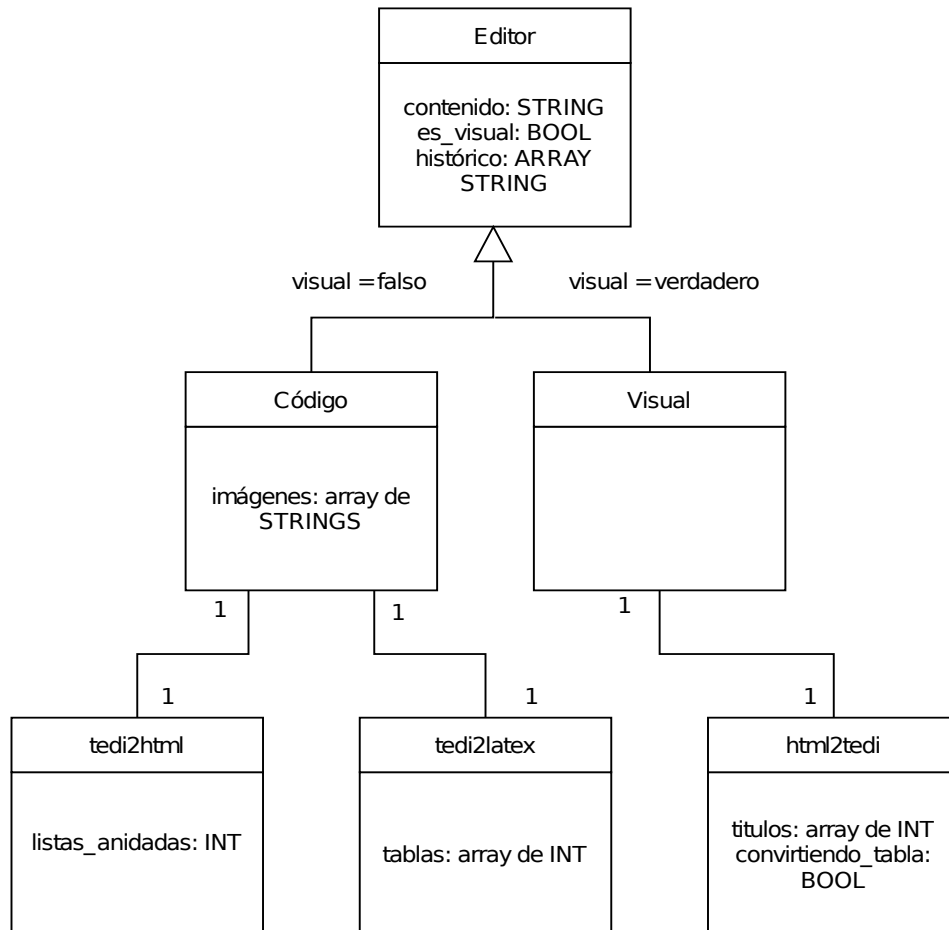 Editor
contenido: STRING
es_visual: BOOL
histórico: ARRAY
STRING
visual = falso
visual = verdadero
Código
Visual
imágenes: array de
STRINGS
1
1
1
1
1
1
tedi2html
tedi2latex
html2tedi
listas_anidadas: INT
tablas: array de INT
titulos: array de INT
convirtiendo_tabla:
BOOL